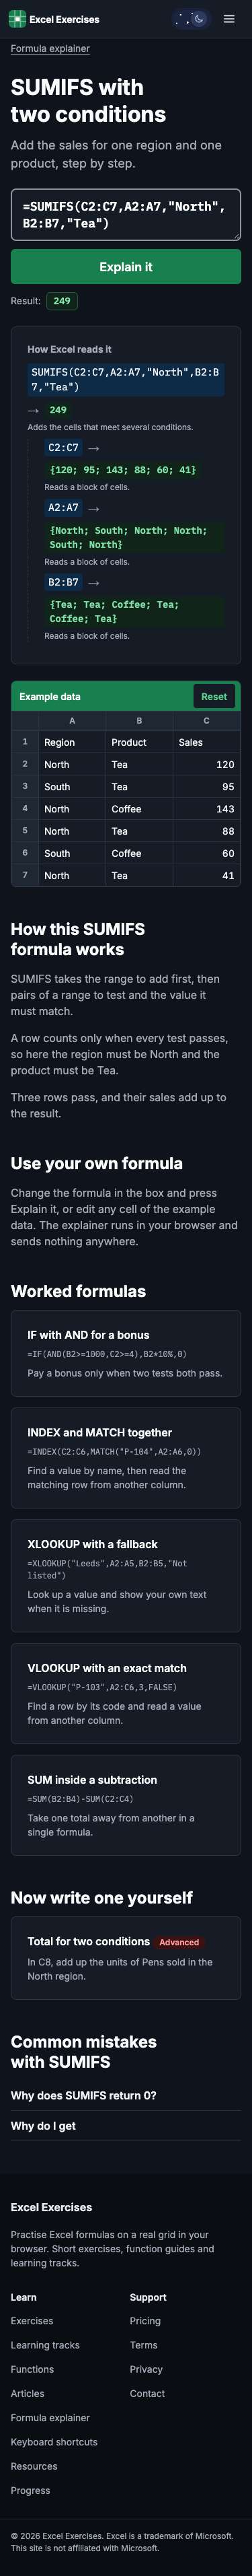 Excel Exercises
Formula explainer
SUMIFS with
two conditions
Add the sales for one region and one
product, step by step.
=SUMIFS(C2:C7,A2:A7,"North",
B2:B7,"Tea")
Explain it
Result: 249
How Excel reads it
SUMIFS(C2:C7,A2:A7,"North",B2:B
7,"Tea")
→ 249
Adds the cells that meet several conditions.
C2:C7 →
{120; 95; 143; 88; 60; 41}
Reads a block of cells.
A2:A7 →
{North; South; North; North;
South; North}
Reads a block of cells.
B2:B7 →
{Tea; Tea; Coffee; Tea;
Coffee; Tea}
Reads a block of cells.
Example data Reset
A B C
1 Region Product Sales
2 North Tea 120
3 South Tea 95
4 North Coffee 143
5 North Tea 88
6 South Coffee 60
7 North Tea 41
How this SUMIFS
formula works
SUMIFS takes the range to add first, then
pairs of a range to test and the value it
must match.
A row counts only when every test passes,
so here the region must be North and the
product must be Tea.
Three rows pass, and their sales add up to
the result.
Use your own formula
Change the formula in the box and press
Explain it, or edit any cell of the example
data. The explainer runs in your browser and
sends nothing anywhere.
Worked formulas
IF with AND for a bonus
=IF(AND(B2>=1000,C2>=4),B2*10%,0)
Pay a bonus only when two tests both pass.
INDEX and MATCH together
=INDEX(C2:C6,MATCH("P-104",A2:A6,0))
Find a value by name, then read the
matching row from another column.
XLOOKUP with a fallback
=XLOOKUP("Leeds",A2:A5,B2:B5,"Not
listed")
Look up a value and show your own text
when it is missing.
VLOOKUP with an exact match
=VLOOKUP("P-103",A2:C6,3,FALSE)
Find a row by its code and read a value
from another column.
SUM inside a subtraction
=SUM(B2:B4)-SUM(C2:C4)
Take one total away from another in a
single formula.
Now write one yourself
Total for two conditions Advanced
In C8, add up the units of Pens sold in the
North region.
Common mistakes
with SUMIFS
Why does SUMIFS return 0?
Why do I get
Excel Exercises
Practise Excel formulas on a real grid in your
browser. Short exercises, function guides and
learning tracks.
Learn Support
Exercises Pricing
Learning tracks Terms
Functions Privacy
Articles Contact
Formula explainer
Keyboard shortcuts
Resources
Progress
© 2026 Excel Exercises. Excel is a trademark of Microsoft.
This site is not affiliated with Microsoft.